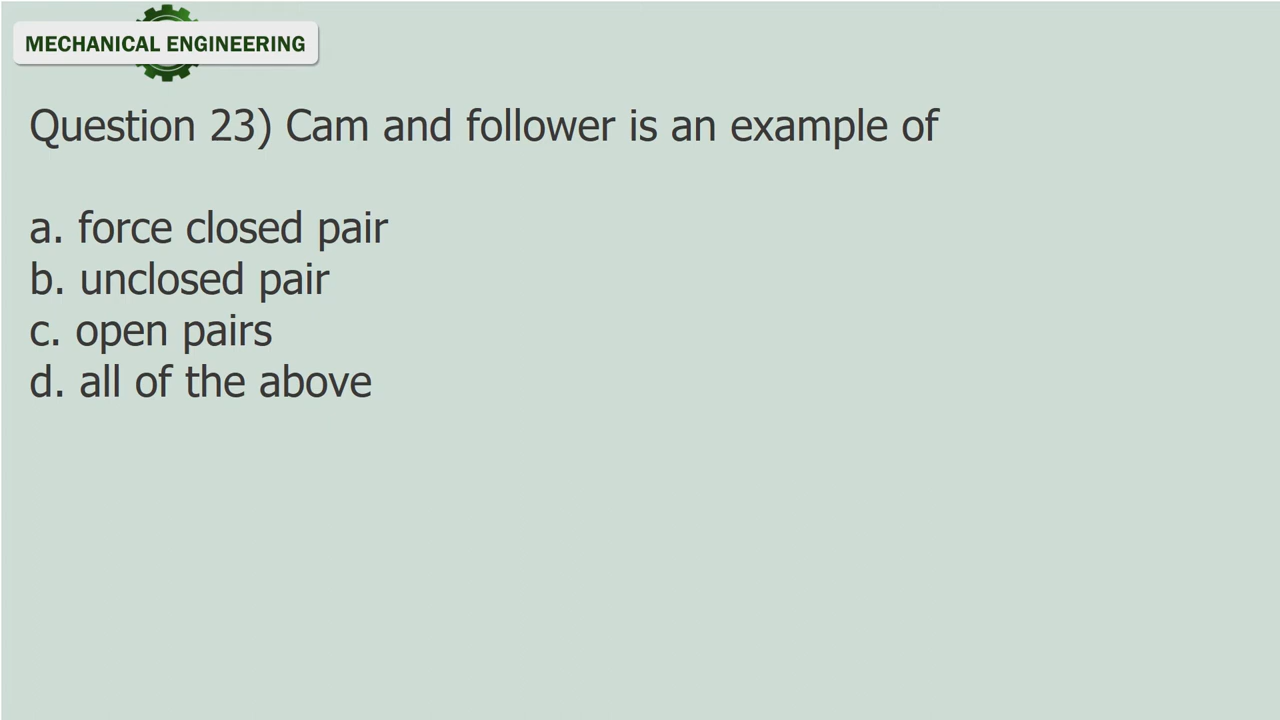 MECHANICAL ENGINEERING
Question 23) Cam and follower is an example of
a. force closed pair
b. unclosed pair
c. open pairs
d. all of the above